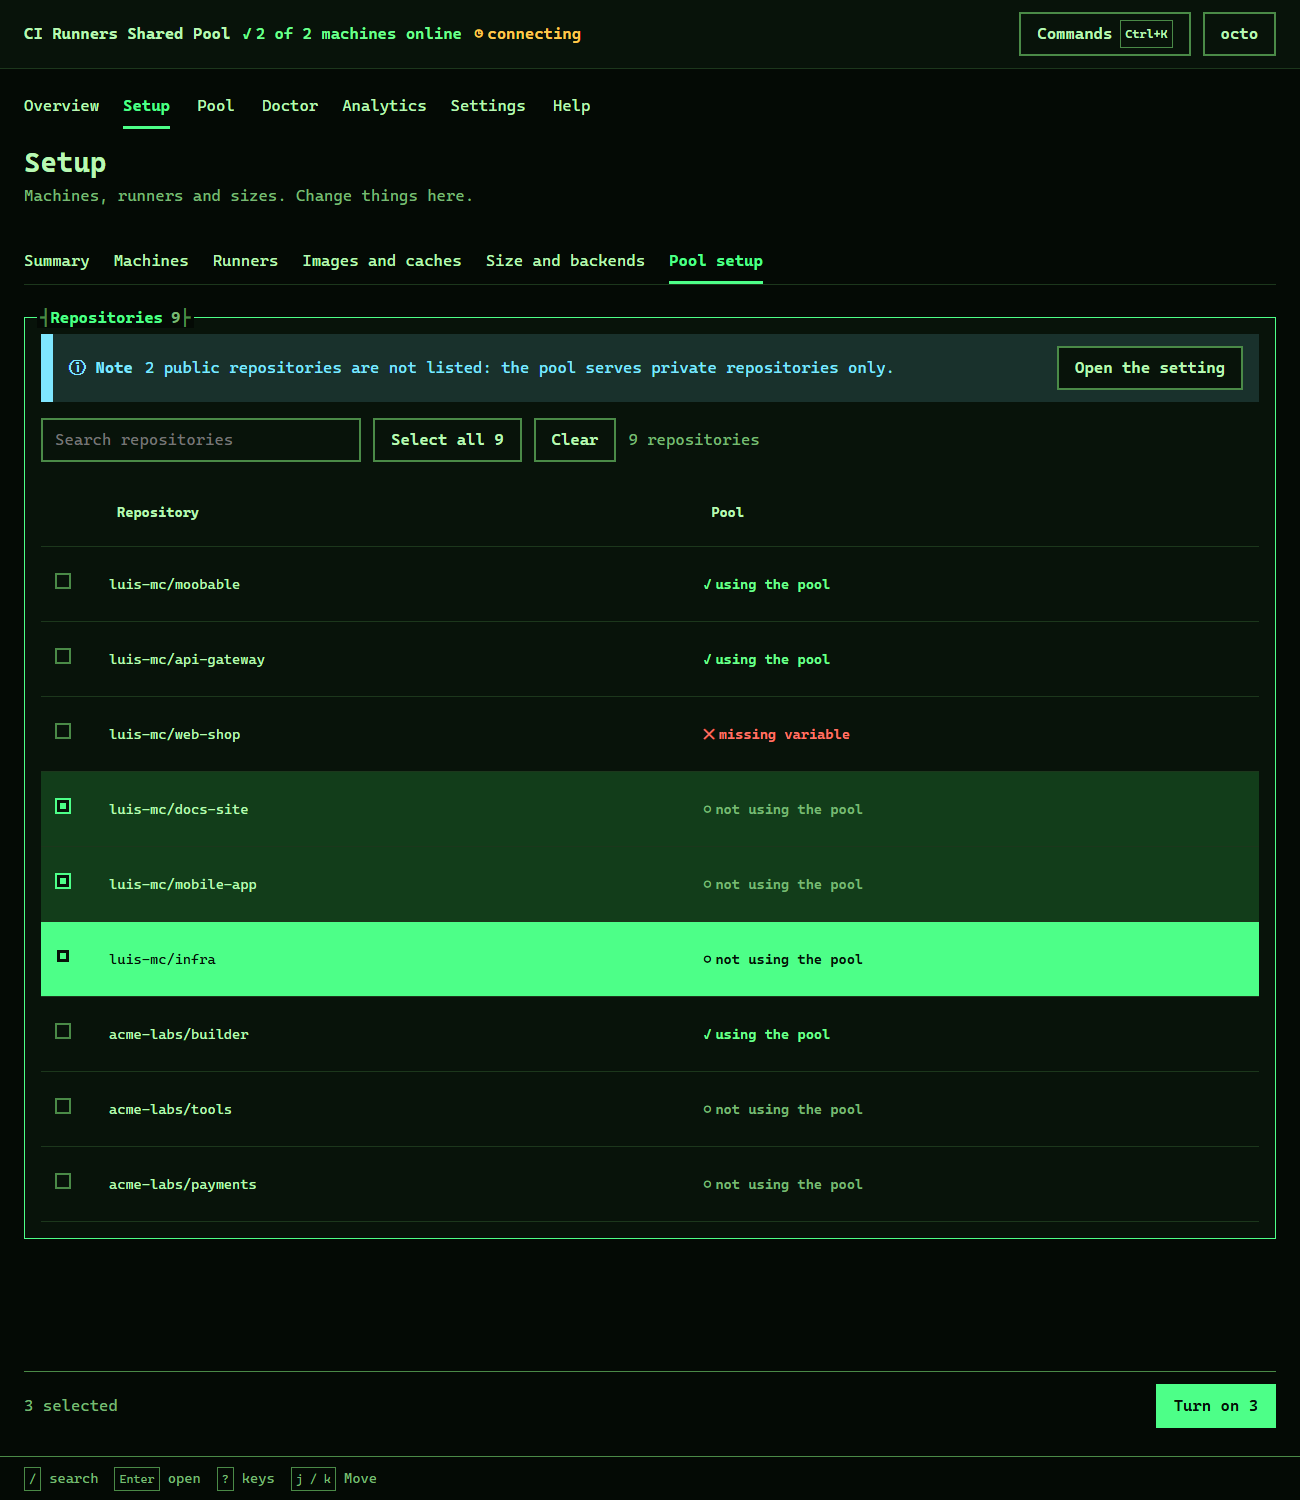 CI Runners Shared Pool ✓ 2 of 2 machines online connecting Commands Ctrl+K octo
Overview Setup Pool Doctor Analytics Settings Help
Setup
Machines, runners and sizes. Change things here.
Summary Machines Runners Images and caches Size and backends Pool setup
Repositories 9
ⓘ Note 2 public repositories are not listed: the pool serves private repositories only. Open the setting
Search repositories Select all 9 Clear 9 repositories
Repository Pool
luis-mc/moobable ✓ using the pool
luis-mc/api-gateway ✓ using the pool
luis-mc/web-shop ✕ missing variable
luis-mc/docs-site ○ not using the pool
luis-mc/mobile-app ○ not using the pool
luis-mc/infra ○ not using the pool
acme-labs/builder ✓ using the pool
acme-labs/tools ○ not using the pool
acme-labs/payments ○ not using the pool
3 selected Turn on 3
/ search Enter open ? keys j / k Move